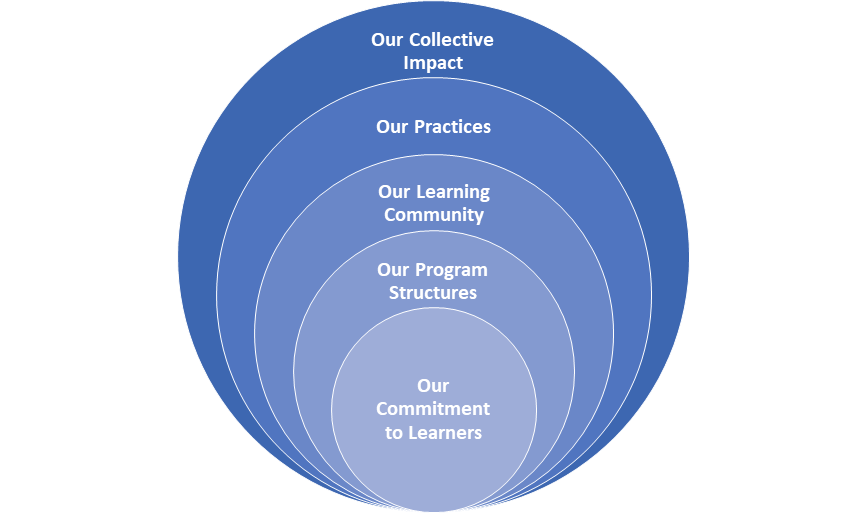 Our Collective
Impact
Our Practices
Our Learning
Community
Our Program
Structures
Our
Commitment
to Learners